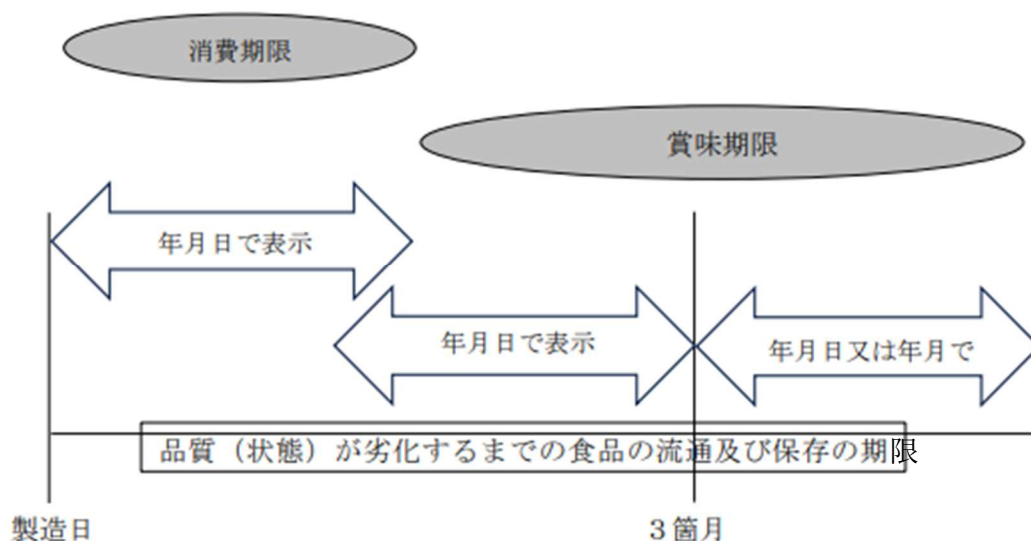 消費期限
賞味期限
年月日で表示
年月日で表示
年月日又は年月で
品質（状態）が劣化するまでの食品の流通及び保存の期限
製造日
３箇月